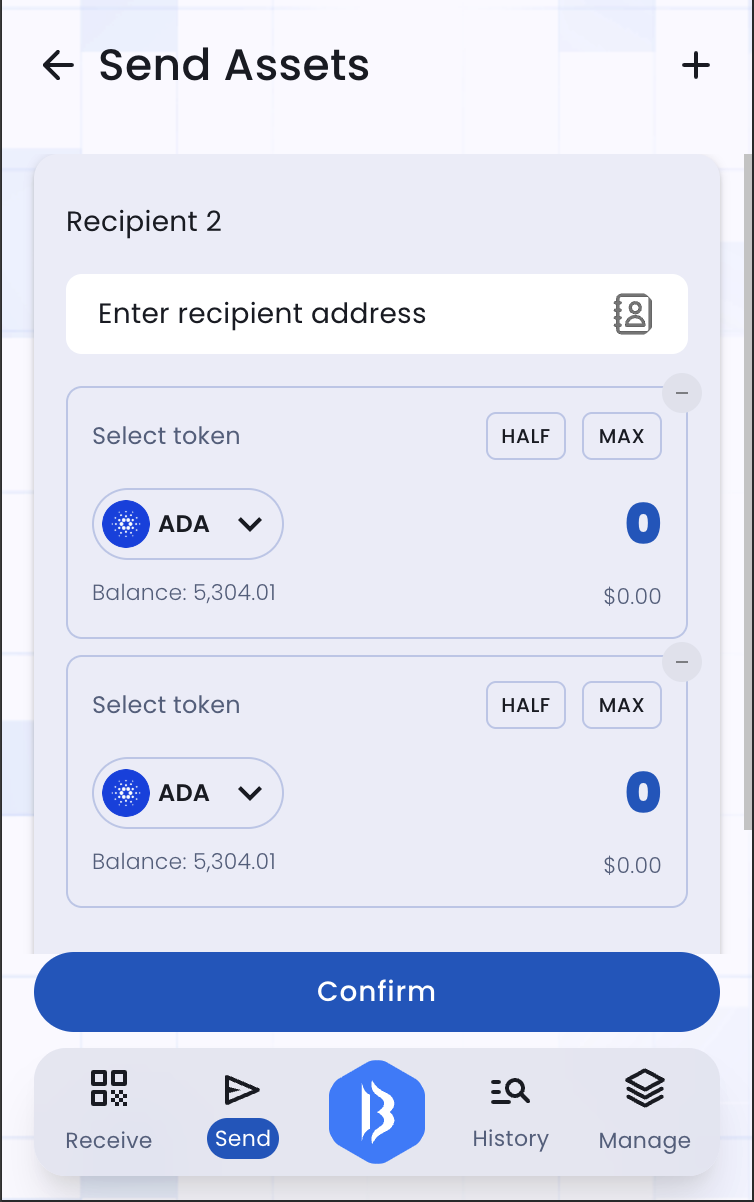 Send Assets
Recipient 2
Enter recipient address
Select token HALF MAX
ADA 0
Balance: 5,304.01 $0.00
Select token HALF MAX
ADA 0
Balance: 5,304.01 $0.00
Confirm
Receive Send History Manage